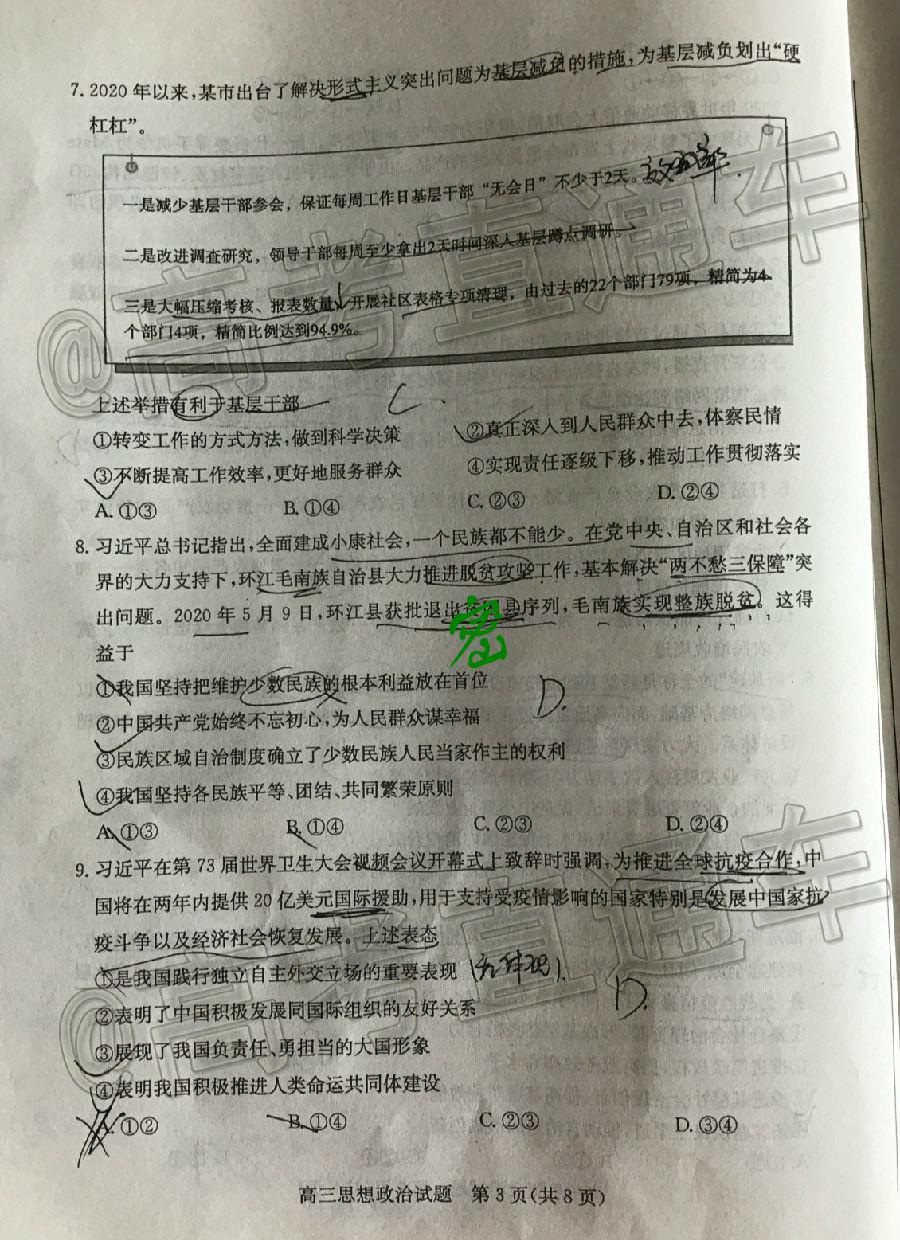 7. 2020年以来,某市出台了解决形式主义突出问题为基层减负的措施,为基层减负划出“硬
杠杠”。
一是减少基层干部参会,保证每周工作日基层干部“无会日”不少于2天。
二是改进调查研究,领导干部每周至少拿出2天时间深入基层蹲点调研。
三是大幅压缩考核、报表数量,开展社区表格专项清理,由过去的22个部门79项,精简为4
个部门4项,精简比例达到94.9%。
上述举措有利于基层干部
C.
①转变工作的方式方法,做到科学决策
②真正深入到人民群众中去,体察民情
③不断提高工作效率,更好地服务群众
④实现责任逐级下移,推动工作贯彻落实
A. ①③ B. ①④ C. ②③ D. ②④
8. 习近平总书记指出,全面建成小康社会,一个民族都不能少。在党中央、自治区和社会各
界的大力支持下,环江毛南族自治县大力推进脱贫攻坚工作,基本解决“两不愁三保障”突
出问题。2020年5月9日,环江县获批退出贫困县序列,毛南族实现整族脱贫。这得
益于
①我国坚持把维护少数民族的根本利益放在首位
D.
②中国共产党始终不忘初心,为人民群众谋幸福
③民族区域自治制度确立了少数民族人民当家作主的权利
④我国坚持各民族平等、团结、共同繁荣原则
A. ①③ B. ①④ C. ②③ D. ②④
9. 习近平在第73届世界卫生大会视频会议开幕式上致辞时强调,为推进全球抗疫合作,中
国将在两年内提供20亿美元国际援助,用于支持受疫情影响的国家特别是发展中国家抗
疫斗争以及经济社会恢复发展。上述表态
①是我国践行独立自主外交立场的重要表现
(无体现).
D.
②表明了中国积极发展同国际组织的友好关系
③展现了我国负责任、勇担当的大国形象
④表明我国积极推进人类命运共同体建设
A. ①② B. ①④ C. ②③ D. ③④
高三思想政治试题 第3页(共8页)
@高考直通车
高考直通车